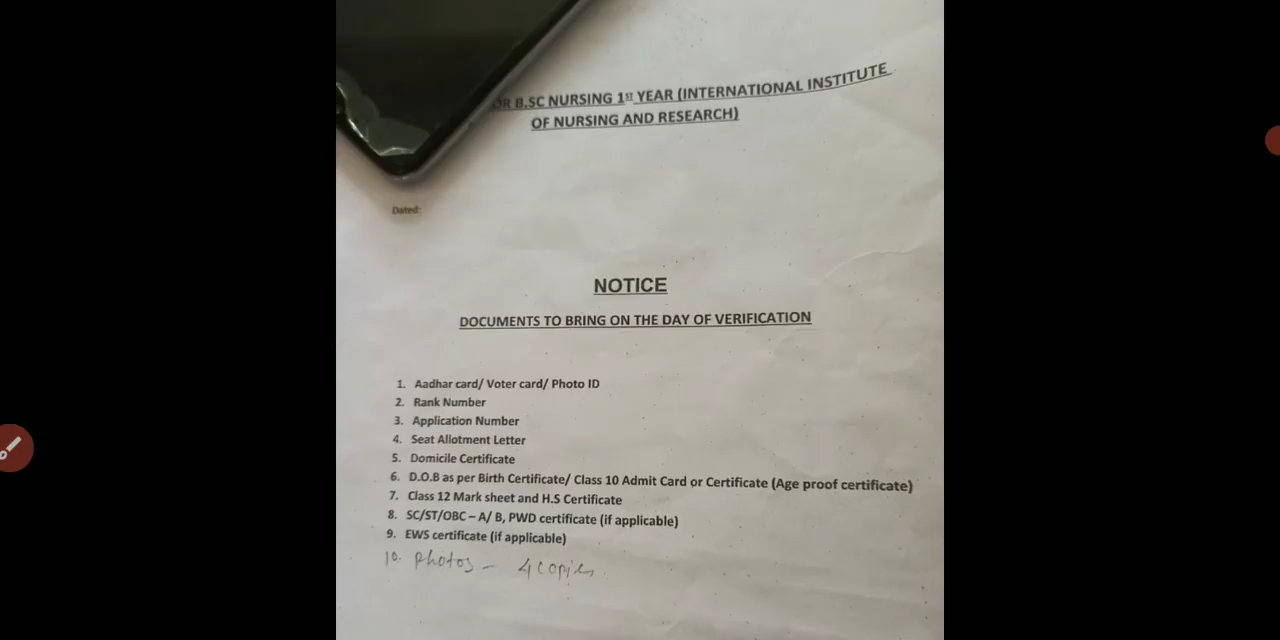 OR B.SC NURSING 1st YEAR (INTERNATIONAL INSTITUTE
OF NURSING AND RESEARCH)
Dated:
NOTICE
DOCUMENTS TO BRING ON THE DAY OF VERIFICATION
1. Aadhar card/ Voter card/ Photo ID
2. Rank Number
3. Application Number
4. Seat Allotment Letter
5. Domicile Certificate
6. D.O.B as per Birth Certificate/ Class 10 Admit Card or Certificate (Age proof certificate)
7. Class 12 Mark sheet and H.S Certificate
8. SC/ST/OBC – A/ B, PWD certificate (if applicable)
9. EWS certificate (if applicable)
10. Photos – 4 copies